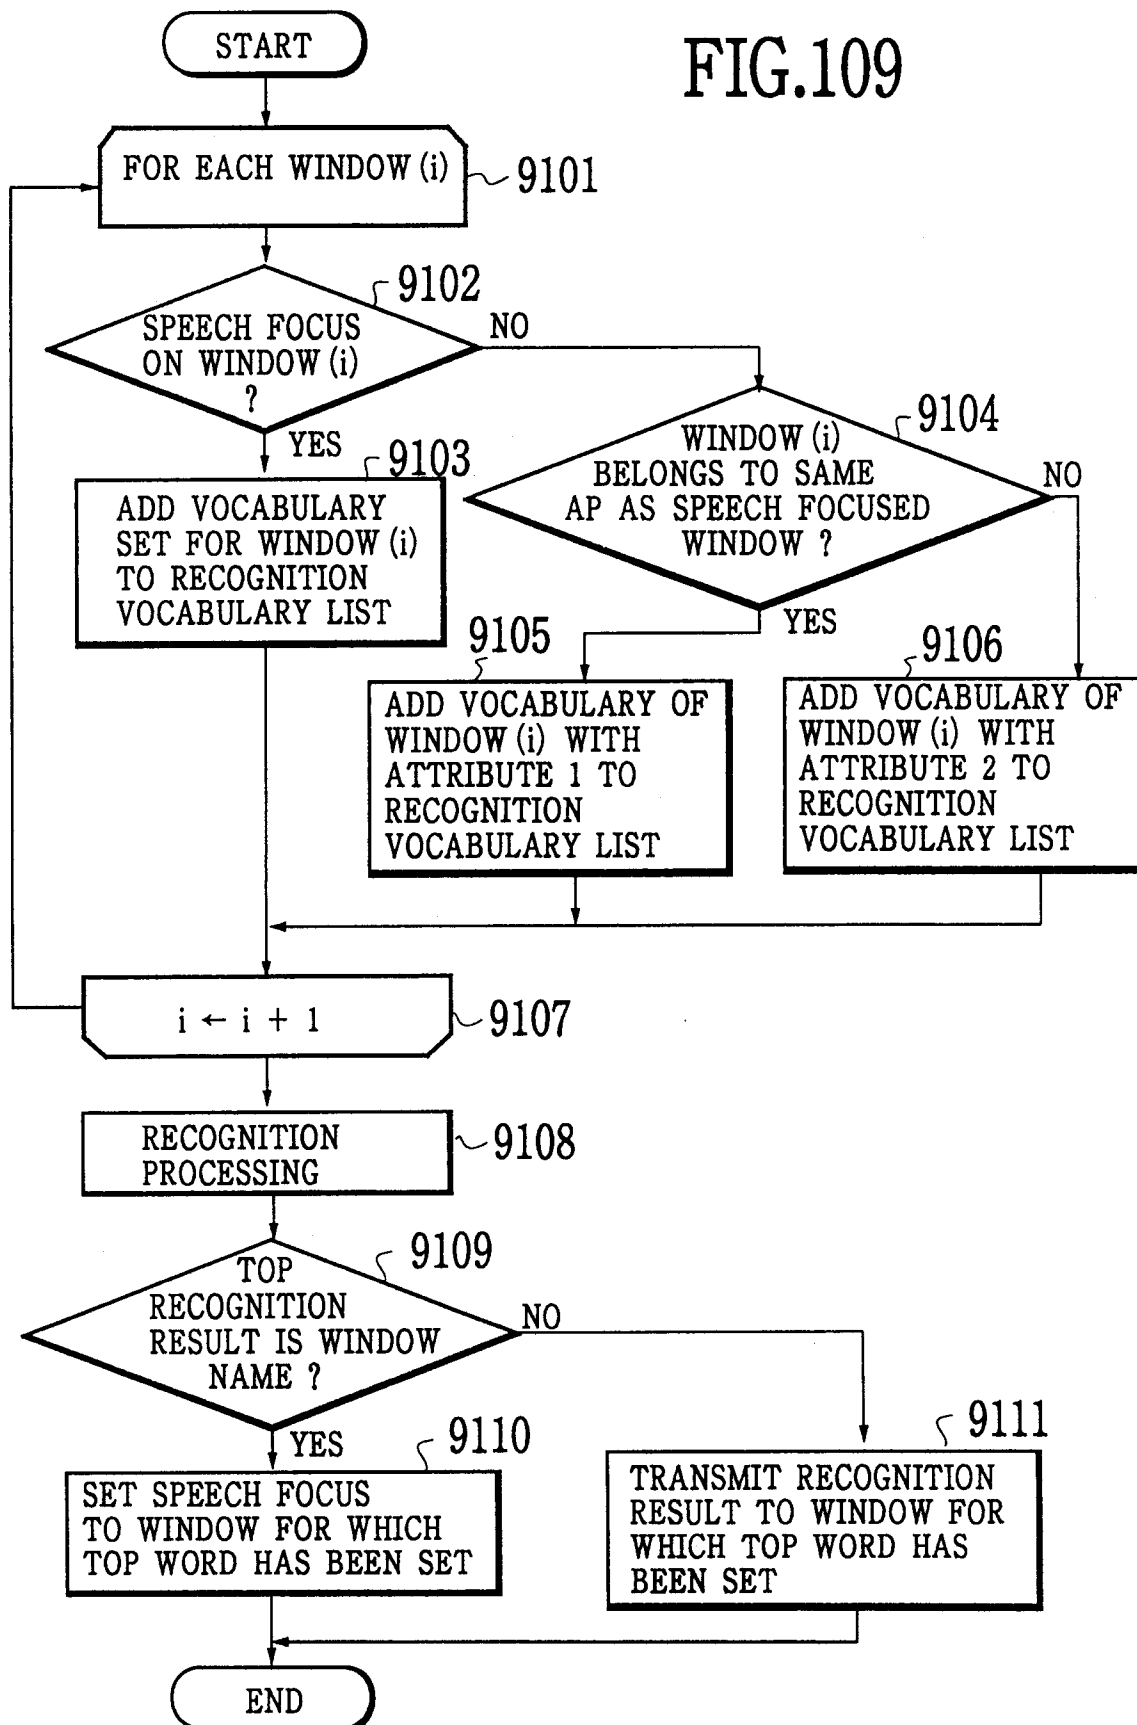 START
FIG.109
FOR EACH WINDOW (i)
9101
9102
SPEECH FOCUS
ON WINDOW (i)
?
NO
YES
9103
ADD VOCABULARY
SET FOR WINDOW (i)
TO RECOGNITION
VOCABULARY LIST
9104
WINDOW (i)
BELONGS TO SAME
AP AS SPEECH FOCUSED
WINDOW ?
NO
YES
9105
ADD VOCABULARY OF
WINDOW (i) WITH
ATTRIBUTE 1 TO
RECOGNITION
VOCABULARY LIST
9106
ADD VOCABULARY OF
WINDOW (i) WITH
ATTRIBUTE 2 TO
RECOGNITION
VOCABULARY LIST
i ← i + 1
9107
RECOGNITION
PROCESSING
9108
9109
TOP
RECOGNITION
RESULT IS WINDOW
NAME ?
NO
YES
9110
SET SPEECH FOCUS
TO WINDOW FOR WHICH
TOP WORD HAS BEEN SET
9111
TRANSMIT RECOGNITION
RESULT TO WINDOW FOR
WHICH TOP WORD HAS
BEEN SET
END